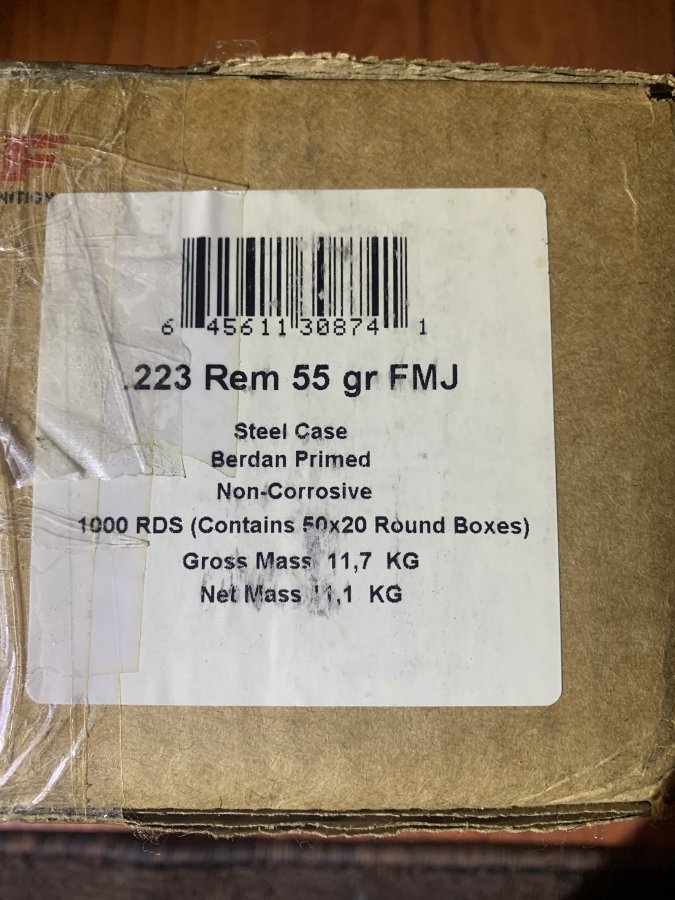 F
NITION
6 45611 30874 1
.223 Rem 55 gr FMJ
Steel Case
Berdan Primed
Non-Corrosive
1000 RDS (Contains 50x20 Round Boxes)
Gross Mass 11,7 KG
Net Mass 11,1 KG